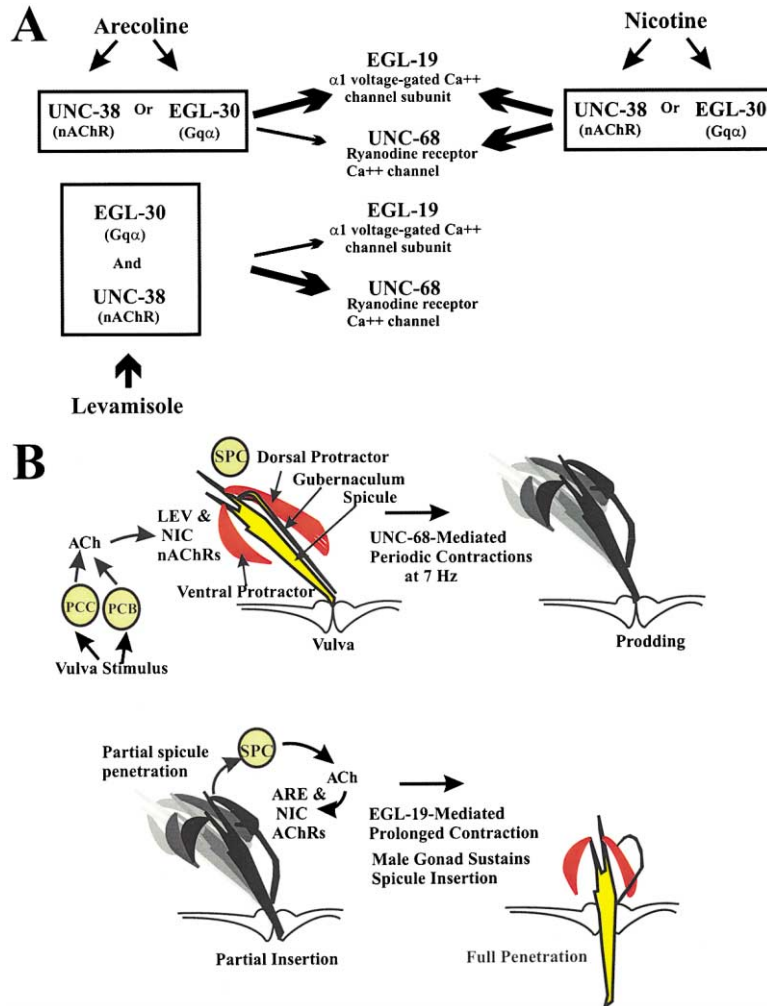 A
Arecoline
Nicotine
EGL-19
α1 voltage-gated Ca++
channel subunit
UNC-38 Or EGL-30
(nAChR) (Gqα)
UNC-38 Or EGL-30
(nAChR) (Gqα)
UNC-68
Ryanodine receptor
Ca++ channel
EGL-30
(Gqα)
And
UNC-38
(nAChR)
EGL-19
α1 voltage-gated Ca++
channel subunit
UNC-68
Ryanodine receptor
Ca++ channel
Levamisole
B
SPC
Dorsal Protractor
Gubernaculum
Spicule
LEV &
NIC
nAChRs
ACh
Ventral Protractor
PCC
PCB
Vulva Stimulus
Vulva
UNC-68-Mediated
Periodic Contractions
at 7 Hz
Prodding
Partial spicule
penetration
SPC
ACh
ARE &
NIC
AChRs
EGL-19-Mediated
Prolonged Contraction
Male Gonad Sustains
Spicule Insertion
Partial Insertion
Full Penetration